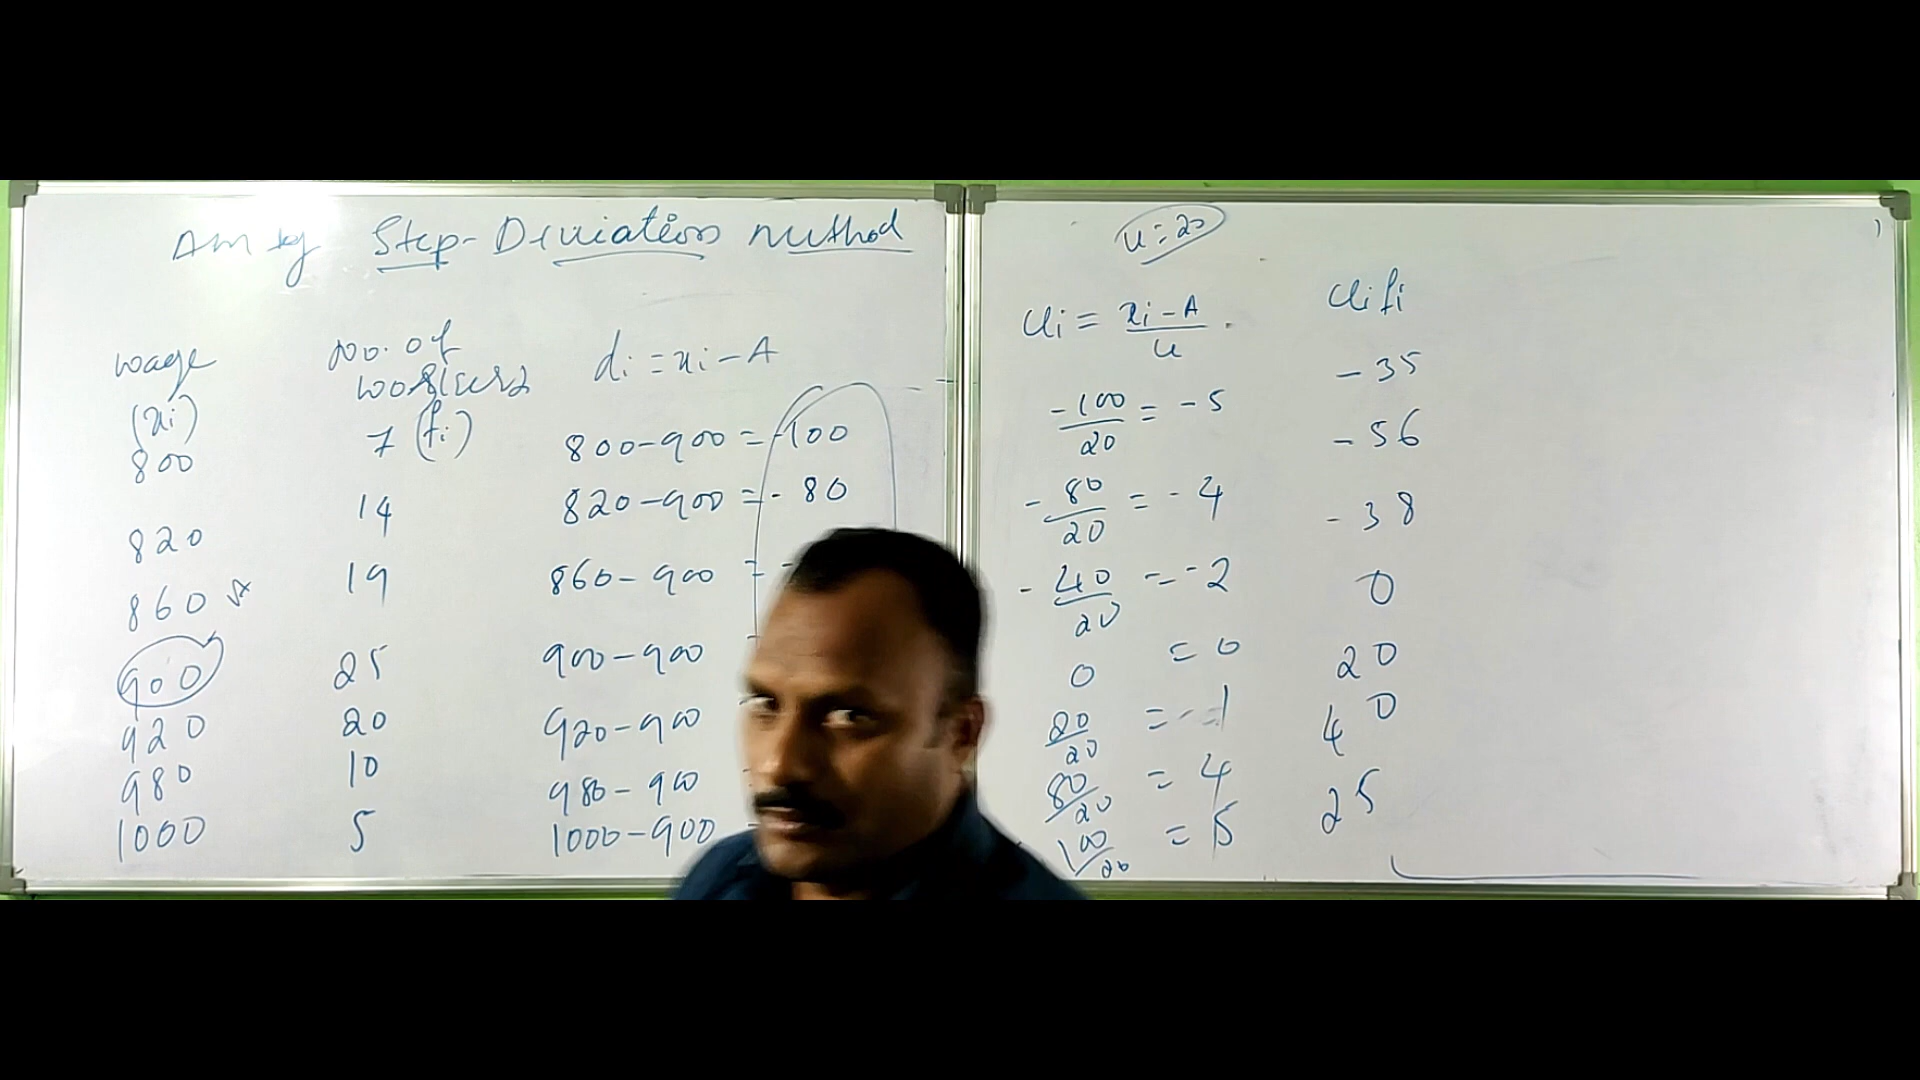 Am by Step-Deviation method
wage
(xi)
800
820
860
900
920
980
1000
No. of
workers
(fi)
7
14
19
25
20
10
5
di = xi - A
800-900 = -100
820-900 = - 80
860-900 = -
900-900
920-900
980-900
1000-900
u = 20
ui = xi - A / u
-100/20 = -5
-80/20 = -4
-40/20 = -2
0 = 0
20/20 = 1
80/20 = 4
100/20 = 5
uifi
-35
-56
-38
0
20
40
25